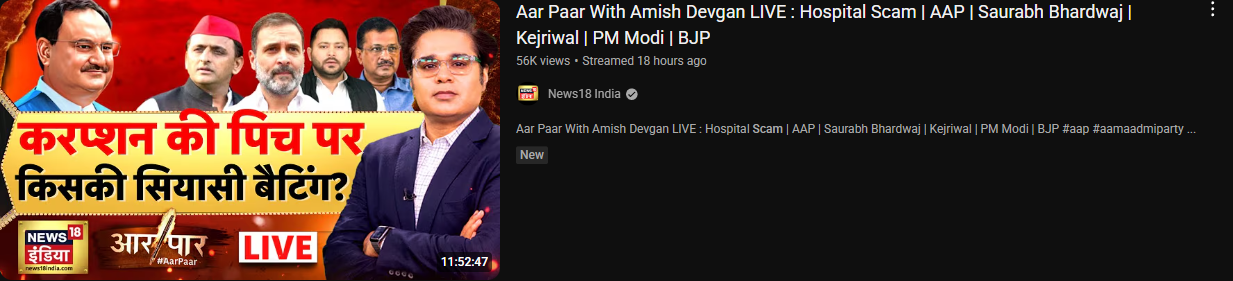 करप्शन की पिच पर
किसकी सियासी बैटिंग?
NEWS 18
इंडिया
news18india.com
आर पार
#AarPaar
LIVE
11:52:47
Aar Paar With Amish Devgan LIVE : Hospital Scam | AAP | Saurabh Bhardwaj |
Kejriwal | PM Modi | BJP
56K views • Streamed 18 hours ago
News18 India
Aar Paar With Amish Devgan LIVE : Hospital Scam | AAP | Saurabh Bhardwaj | Kejriwal | PM Modi | BJP #aap #aamaadmiparty ...
New